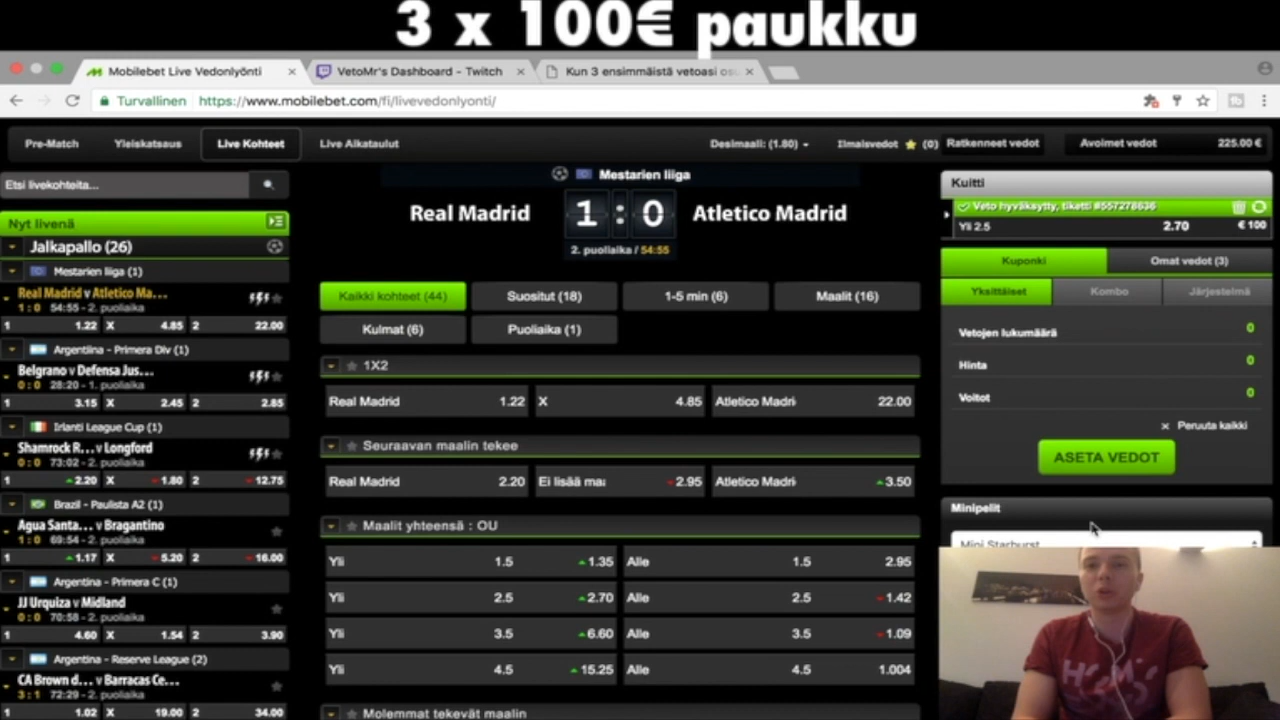 3 x 100€ paukku
Mobilebet Live Vedonlyönti
VetoMr's Dashboard - Twitch
Kun 3 ensimmäistä vetoasi
Turvallinen
https://www.mobilebet.com/fi/livevedonlyonti/
Pre-Match
Yleiskatsaus
Live Kohteet
Live Aikataulut
Desimaali: (1.80)
Ilmaisvedot
(0)
Ratkenneet vedot
Avoimet vedot
225.00 €
Etsi livekohteita...
Nyt livenä
Jalkapallo (26)
Mestarien liiga (1)
Real Madrid v Atletico Ma...
1 : 0 54:55 - 2. puoliaika
1 1.22 X 4.85 2 22.00
Argentiina - Primera Div (1)
Belgrano v Defensa Jus...
0 : 0 28:20 - 1. puoliaika
1 3.15 X 2.45 2 2.85
Irlanti League Cup (1)
Shamrock R... v Longford
0 : 0 73:02 - 2. puoliaika
1 2.20 X 1.80 2 12.75
Brazil - Paulista A2 (1)
Agua Santa... v Bragantino
1 : 0 69:54 - 2. puoliaika
1 1.17 X 5.20 2 16.00
Argentina - Primera C (1)
JJ Urquiza v Midland
0 : 0 70:58 - 2. puoliaika
1 4.60 X 1.54 2 3.90
Argentina - Reserve League (2)
CA Brown d... v Barracas Ce...
3 : 1 72:29 - 2. puoliaika
1 1.02 X 19.00 2 34.00
Mestarien liiga
Real Madrid 1 : 0 Atletico Madrid
2. puoliaika / 54:55
Kaikki kohteet (44)
Suositut (18)
1-5 min (6)
Maalit (16)
Kulmat (6)
Puoliaika (1)
1X2
Real Madrid 1.22 X 4.85 Atletico Madri 22.00
Seuraavan maalin tekee
Real Madrid 2.20 Ei lisää maa 2.95 Atletico Madri 3.50
Maalit yhteensä : OU
Yli 1.5 1.35 Alle 1.5 2.95
Yli 2.5 2.70 Alle 2.5 1.42
Yli 3.5 6.60 Alle 3.5 1.09
Yli 4.5 15.25 Alle 4.5 1.004
Molemmat tekevät maalin
Kuitti
Veto hyväksytty, tiketti #557278636
Yli 2.5 2.70 € 100
Kuponki
Omat vedot (3)
Yksittäiset
Kombo
Järjestelmä
Vetojen lukumäärä 0
Hinta 0
Voitot 0
Peruuta kaikki
ASETA VEDOT
Minipelit
Mini Starburst